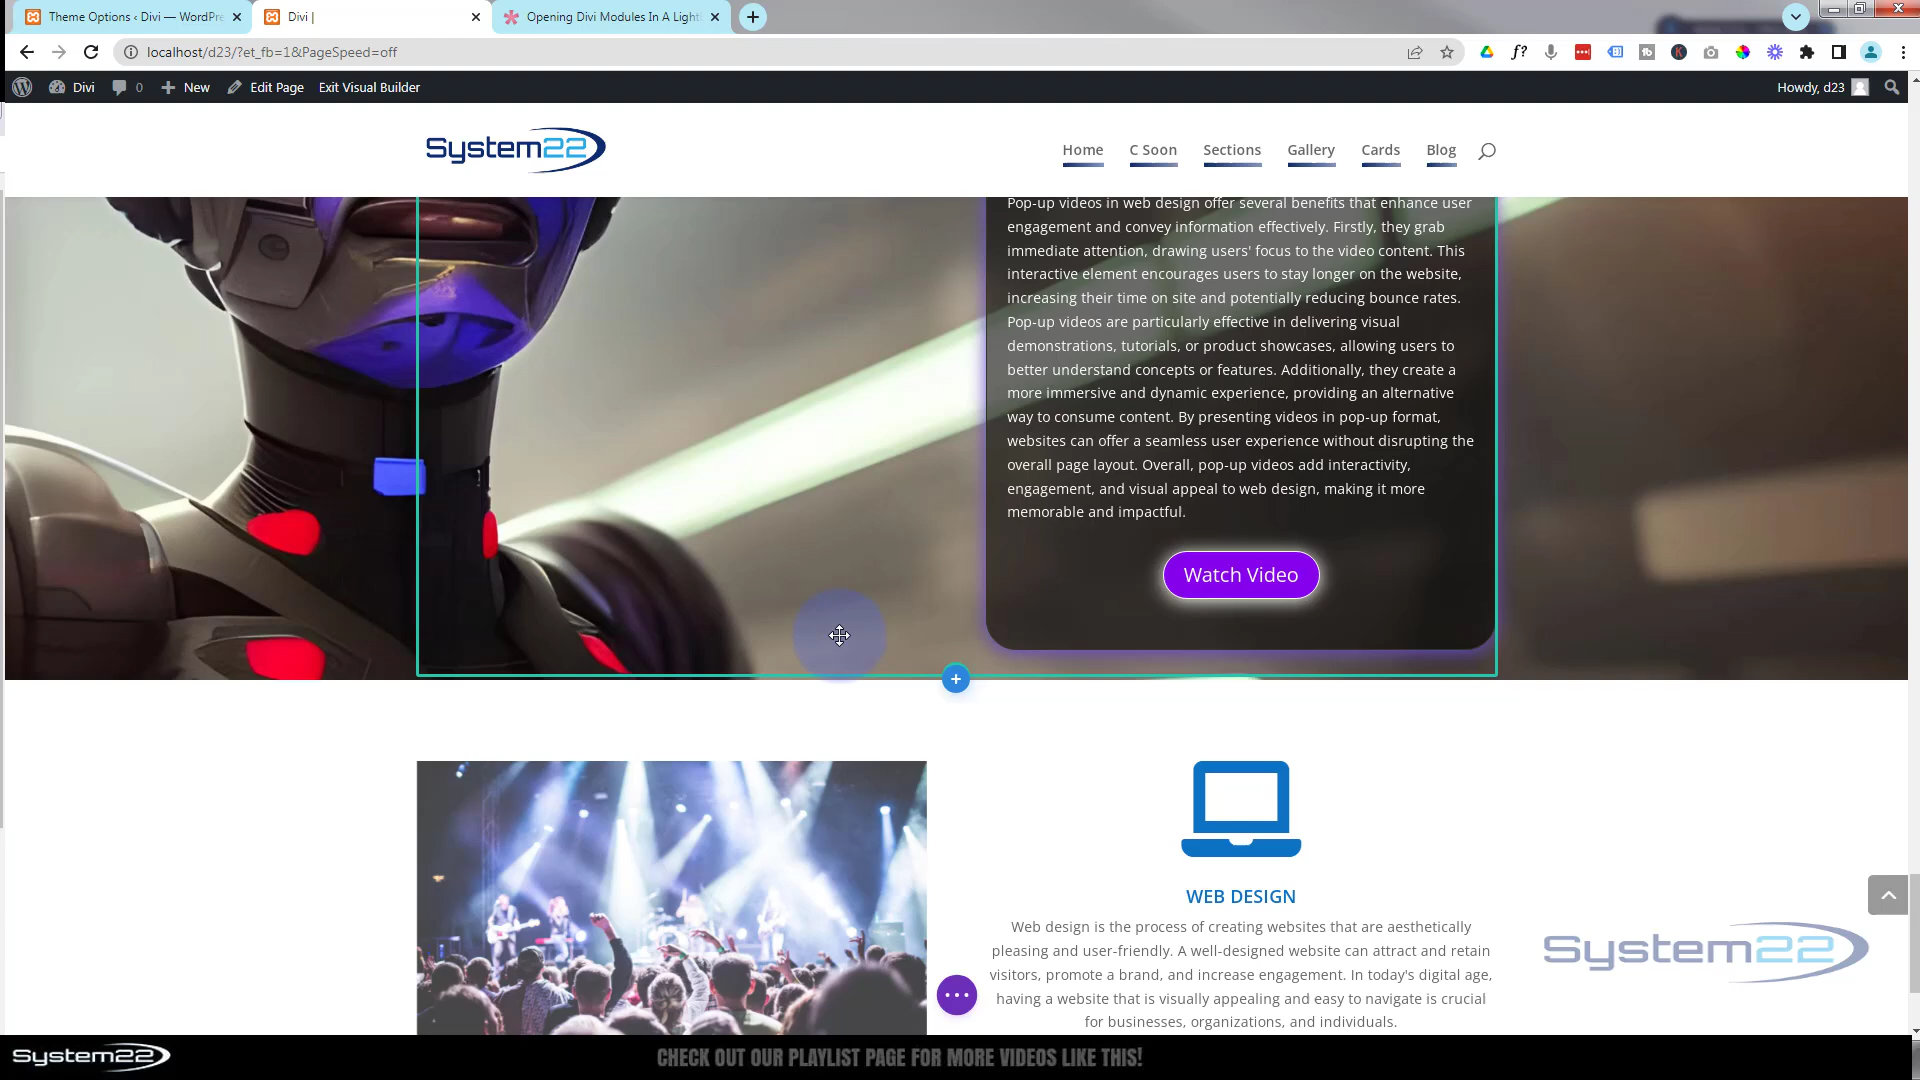 Theme Options ‹ Divi — WordPre
Divi |
Opening Divi Modules In A Light
localhost/d23/?et_fb=1&PageSpeed=off
Divi
0
New
Edit Page
Exit Visual Builder
Howdy, d23
System22
Home
C Soon
Sections
Gallery
Cards
Blog
Pop-up videos in web design offer several benefits that enhance user
engagement and convey information effectively. Firstly, they grab
immediate attention, drawing users' focus to the video content. This
interactive element encourages users to stay longer on the website,
increasing their time on site and potentially reducing bounce rates.
Pop-up videos are particularly effective in delivering visual
demonstrations, tutorials, or product showcases, allowing users to
better understand concepts or features. Additionally, they create a
more immersive and dynamic experience, providing an alternative
way to consume content. By presenting videos in pop-up format,
websites can offer a seamless user experience without disrupting the
overall page layout. Overall, pop-up videos add interactivity,
engagement, and visual appeal to web design, making it more
memorable and impactful.
Watch Video
WEB DESIGN
Web design is the process of creating websites that are aesthetically
pleasing and user-friendly. A well-designed website can attract and retain
visitors, promote a brand, and increase engagement. In today's digital age,
having a website that is visually appealing and easy to navigate is crucial
for businesses, organizations, and individuals.
System22
System22
CHECK OUT OUR PLAYLIST PAGE FOR MORE VIDEOS LIKE THIS!